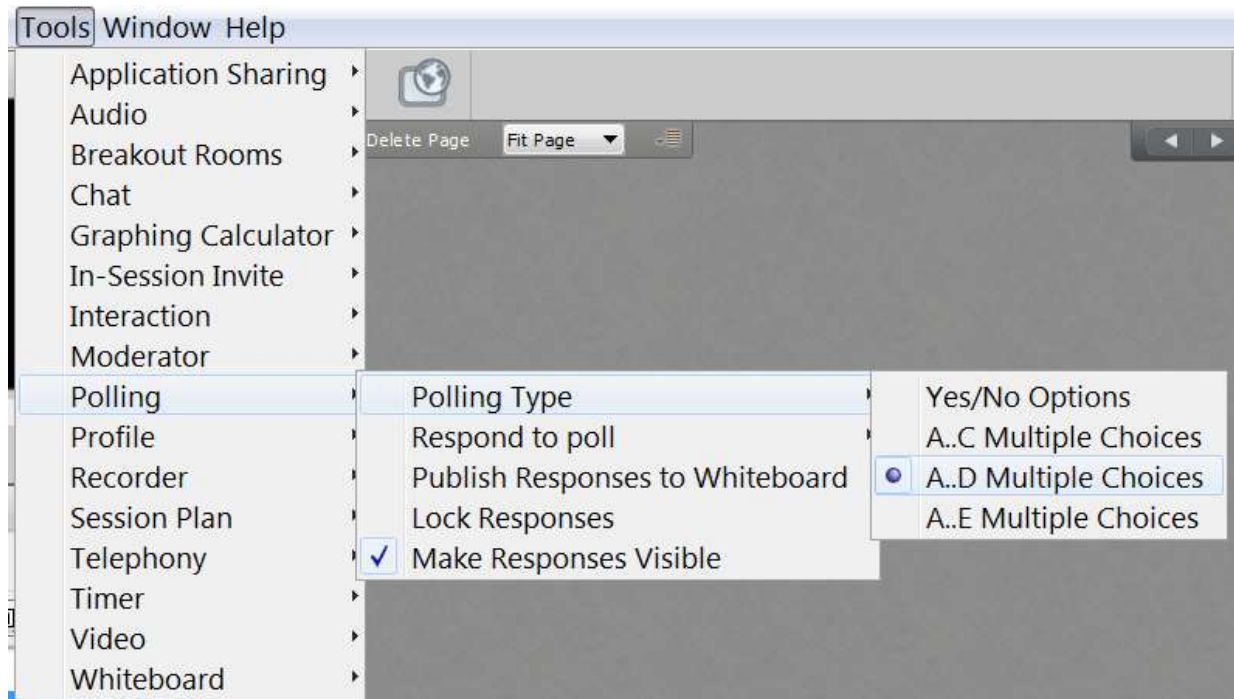 Tools Window Help
Application Sharing
Audio
Delete Page Fit Page
Breakout Rooms
Chat
Graphing Calculator
In-Session Invite
Interaction
Moderator
Polling
Profile
Recorder
Session Plan
Telephony
Timer
Video
Whiteboard
Polling Type
Respond to poll
Publish Responses to Whiteboard
Lock Responses
Make Responses Visible
Yes/No Options
A..C Multiple Choices
A..D Multiple Choices
A..E Multiple Choices